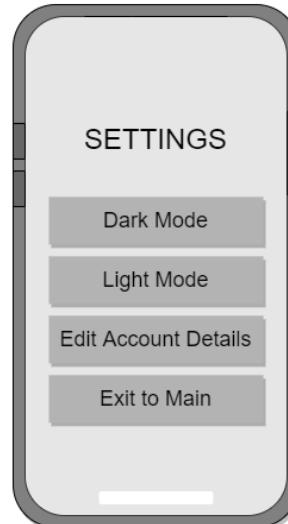 SETTINGS
Dark Mode
Light Mode
Edit Account Details
Exit to Main